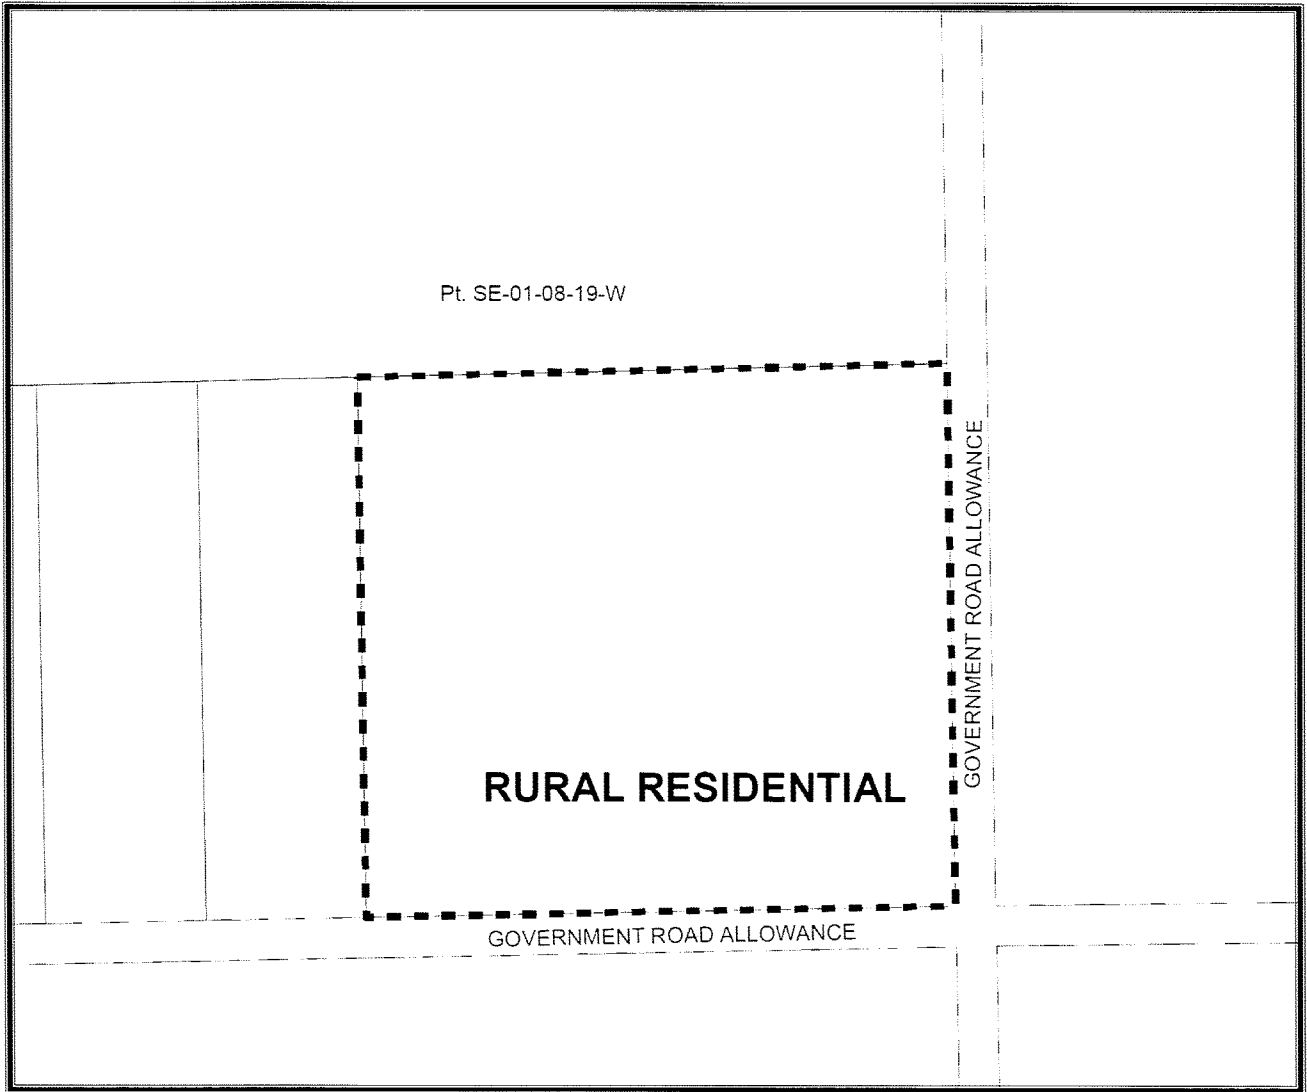 Pt. SE-01-08-19-W
GOVERNMENT ROAD ALLOWANCE
RURAL RESIDENTIAL
GOVERNMENT ROAD ALLOWANCE